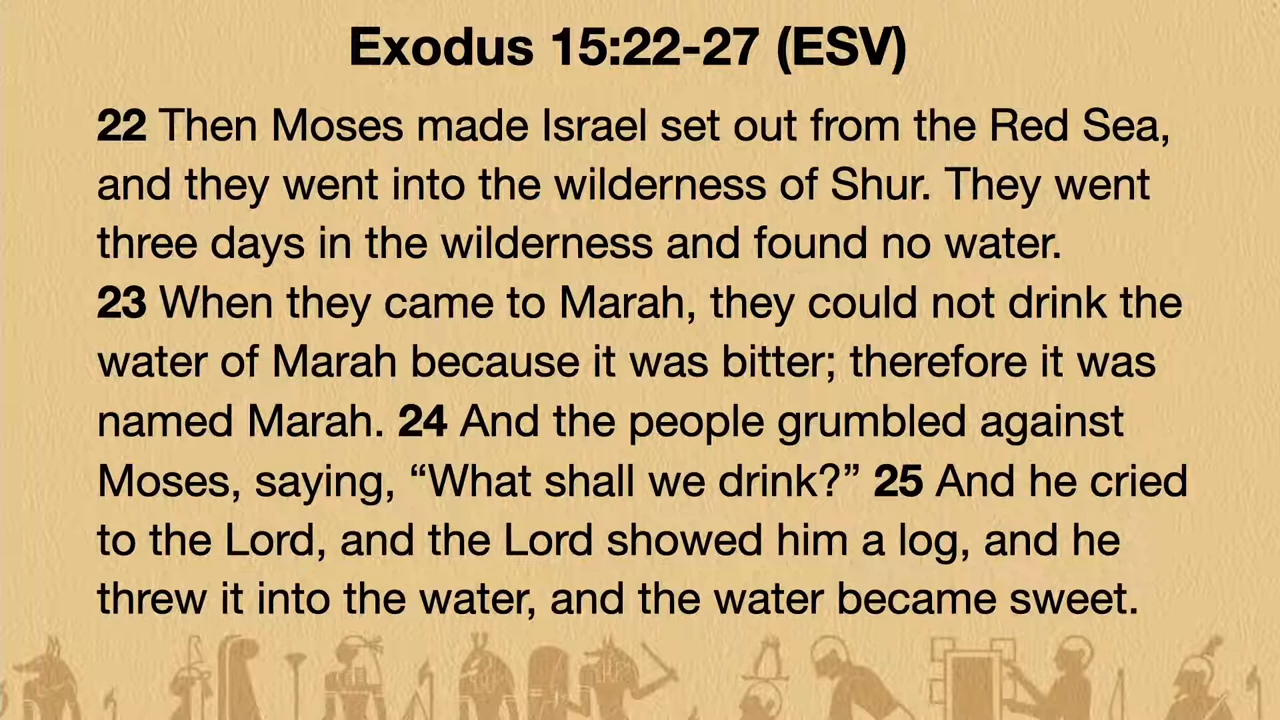 Exodus 15:22-27 (ESV)
22 Then Moses made Israel set out from the Red Sea,
and they went into the wilderness of Shur. They went
three days in the wilderness and found no water.
23 When they came to Marah, they could not drink the
water of Marah because it was bitter; therefore it was
named Marah. 24 And the people grumbled against
Moses, saying, “What shall we drink?” 25 And he cried
to the Lord, and the Lord showed him a log, and he
threw it into the water, and the water became sweet.